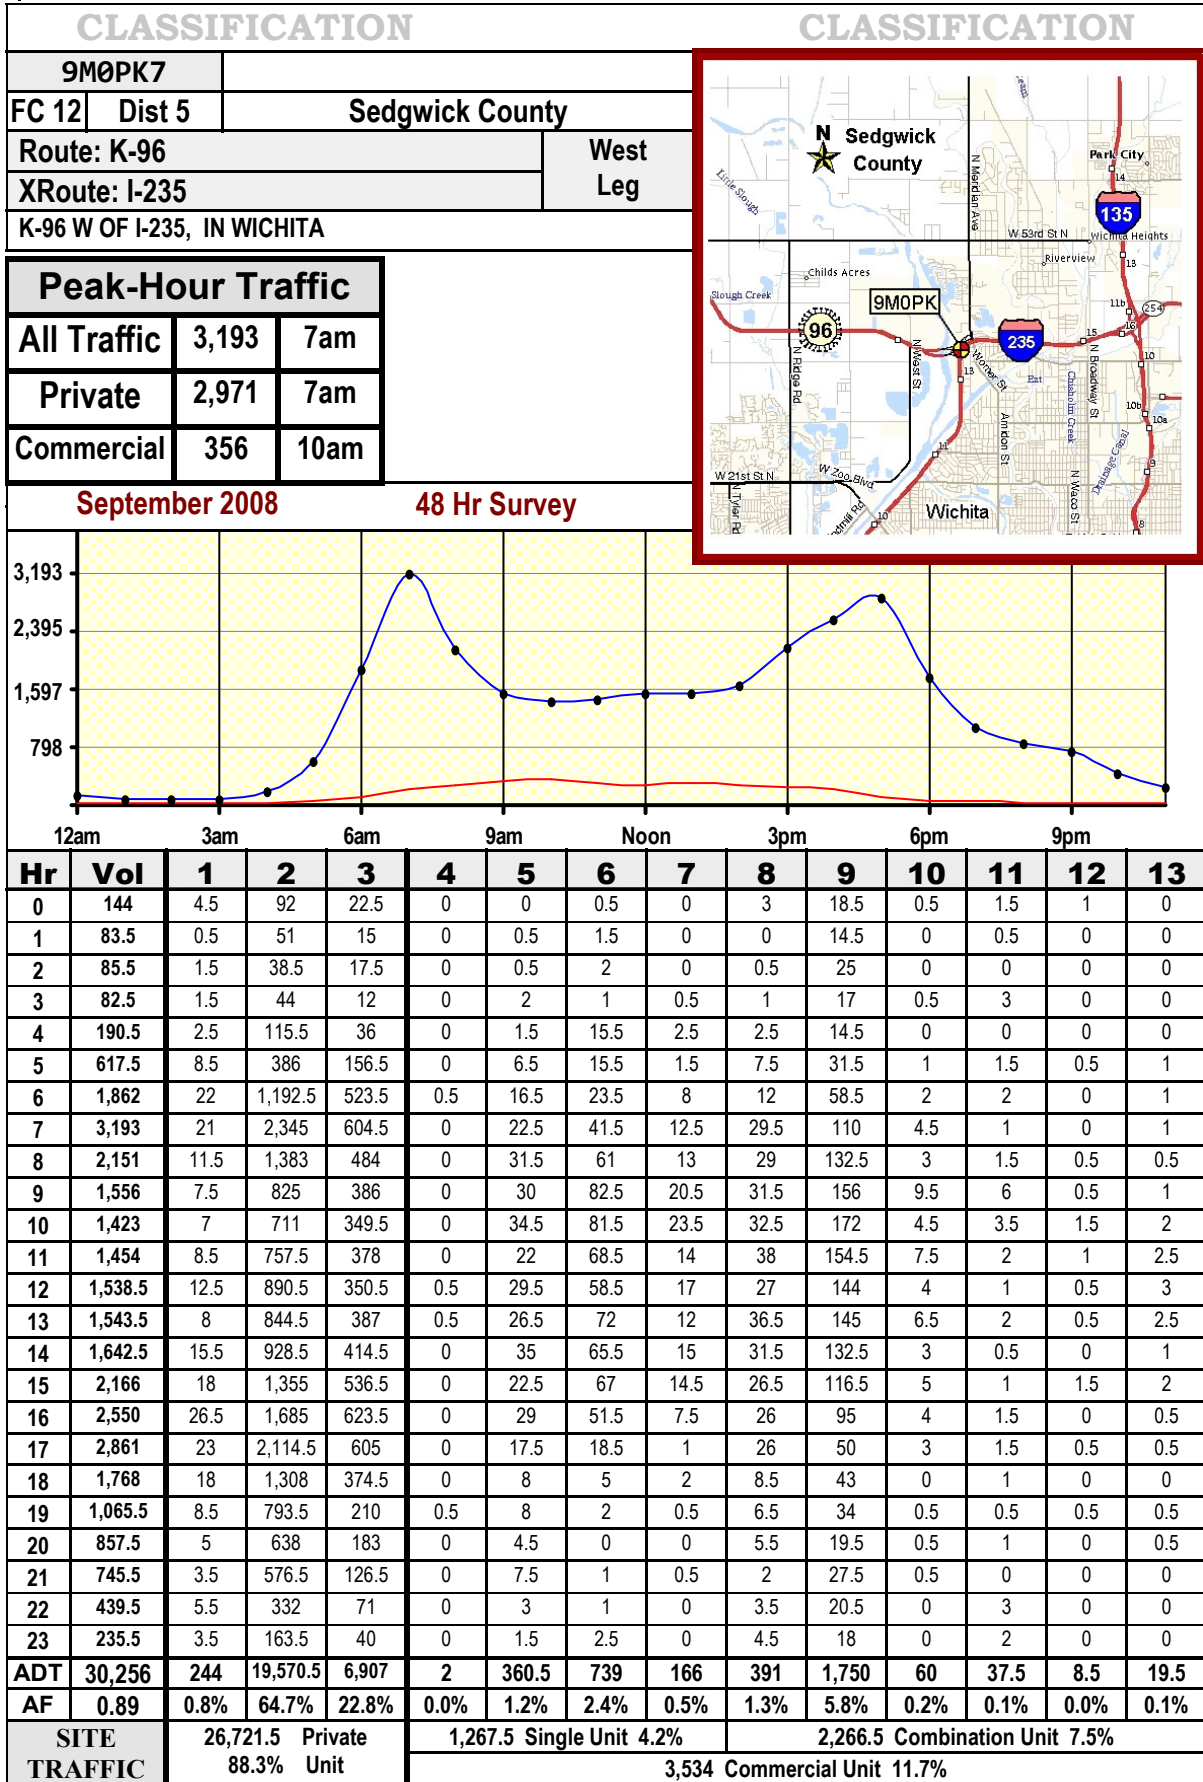 CLASSIFICATION CLASSIFICATION
9M0PK7
FC 12 Dist 5 Sedgwick County
Route: K-96 West Leg
XRoute: I-235
K-96 W OF I-235, IN WICHITA
Peak-Hour Traffic
All Traffic 3,193 7am
Private 2,971 7am
Commercial 356 10am
September 2008 48 Hr Survey
N Sedgwick County
Park City
14
135
Little Slough
N Meridian Ave
W 53rd St N
Wichita Heights
Riverview
13
Childs Acres
Slough Creek
9M0PK
11b
254
96
235
15
16
N Ridge Rd
N West St
13
Womer St
Ext
Chisholm Creek
N Broadway St
10
10b
10a
Amidon St
11
W 21st St N
W Zoo Blvd
N Tyler Rd
10
Wichita
N Waco St
Drainage Canal
9
8
3,193
2,395
1,597
798
12am 3am 6am 9am Noon 3pm 6pm 9pm
Hr Vol 1 2 3 4 5 6 7 8 9 10 11 12 13
0 144 4.5 92 22.5 0 0 0.5 0 3 18.5 0.5 1.5 1 0
1 83.5 0.5 51 15 0 0.5 1.5 0 0 14.5 0 0.5 0 0
2 85.5 1.5 38.5 17.5 0 0.5 2 0 0.5 25 0 0 0 0
3 82.5 1.5 44 12 0 2 1 0.5 1 17 0.5 3 0 0
4 190.5 2.5 115.5 36 0 1.5 15.5 2.5 2.5 14.5 0 0 0 0
5 617.5 8.5 386 156.5 0 6.5 15.5 1.5 7.5 31.5 1 1.5 0.5 1
6 1,862 22 1,192.5 523.5 0.5 16.5 23.5 8 12 58.5 2 2 0 1
7 3,193 21 2,345 604.5 0 22.5 41.5 12.5 29.5 110 4.5 1 0 1
8 2,151 11.5 1,383 484 0 31.5 61 13 29 132.5 3 1.5 0.5 0.5
9 1,556 7.5 825 386 0 30 82.5 20.5 31.5 156 9.5 6 0.5 1
10 1,423 7 711 349.5 0 34.5 81.5 23.5 32.5 172 4.5 3.5 1.5 2
11 1,454 8.5 757.5 378 0 22 68.5 14 38 154.5 7.5 2 1 2.5
12 1,538.5 12.5 890.5 350.5 0.5 29.5 58.5 17 27 144 4 1 0.5 3
13 1,543.5 8 844.5 387 0.5 26.5 72 12 36.5 145 6.5 2 0.5 2.5
14 1,642.5 15.5 928.5 414.5 0 35 65.5 15 31.5 132.5 3 0.5 0 1
15 2,166 18 1,355 536.5 0 22.5 67 14.5 26.5 116.5 5 1 1.5 2
16 2,550 26.5 1,685 623.5 0 29 51.5 7.5 26 95 4 1.5 0 0.5
17 2,861 23 2,114.5 605 0 17.5 18.5 1 26 50 3 1.5 0.5 0.5
18 1,768 18 1,308 374.5 0 8 5 2 8.5 43 0 1 0 0
19 1,065.5 8.5 793.5 210 0.5 8 2 0.5 6.5 34 0.5 0.5 0.5 0.5
20 857.5 5 638 183 0 4.5 0 0 5.5 19.5 0.5 1 0 0.5
21 745.5 3.5 576.5 126.5 0 7.5 1 0.5 2 27.5 0.5 0 0 0
22 439.5 5.5 332 71 0 3 1 0 3.5 20.5 0 3 0 0
23 235.5 3.5 163.5 40 0 1.5 2.5 0 4.5 18 0 2 0 0
ADT 30,256 244 19,570.5 6,907 2 360.5 739 166 391 1,750 60 37.5 8.5 19.5
AF 0.89 0.8% 64.7% 22.8% 0.0% 1.2% 2.4% 0.5% 1.3% 5.8% 0.2% 0.1% 0.0% 0.1%
SITE TRAFFIC 26,721.5 Private 88.3% Unit 1,267.5 Single Unit 4.2% 2,266.5 Combination Unit 7.5%
3,534 Commercial Unit 11.7%